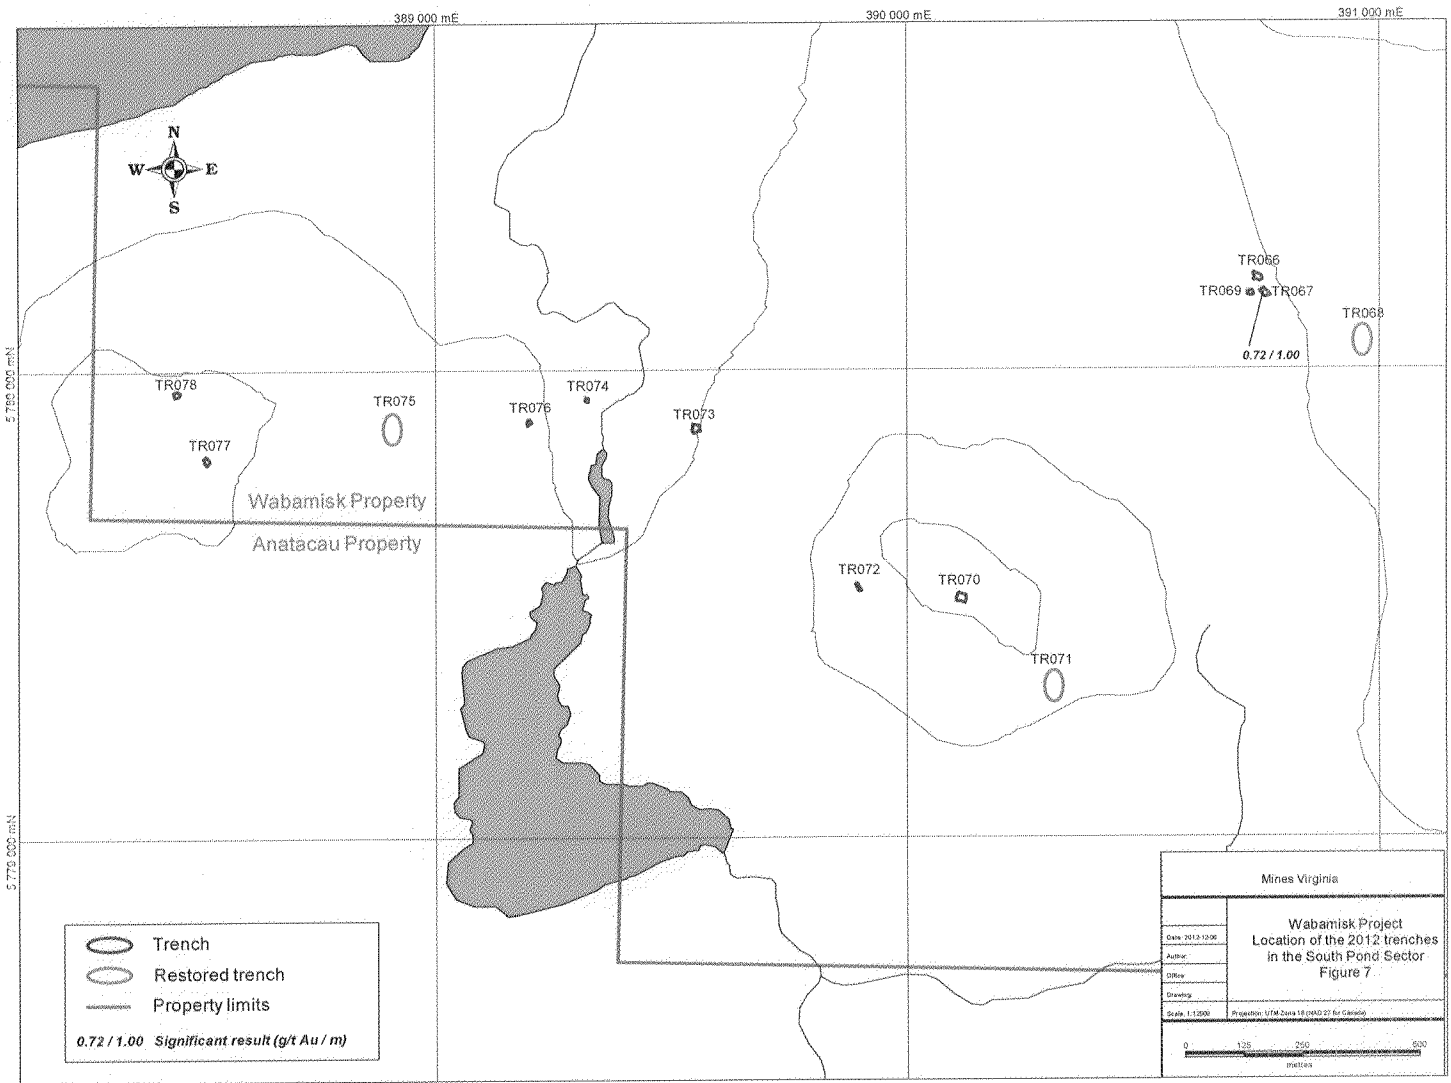 389 000 mE
390 000 mE
391 000 mE
N
W E
S
TR066
TR069
TR067
TR068
0.72 / 1.00
5 780 000 mN
TR078
TR075
TR074
TR076
TR073
TR077
Wabamisk Property
Anatacau Property
TR072
TR070
TR071
5 779 000 mN
Trench
Restored trench
Property limits
0.72 / 1.00 Significant result (g/t Au / m)
Mines Virginia
Wabamisk Project
Location of the 2012 trenches
in the South Pond Sector
Figure 7
Date: 2012-12-06
Author:
Office:
Drawing:
Scale: 1:12500
Projection: UTM-Zone 18 (NAD 27 for Canada)
0 125 250 500
metres